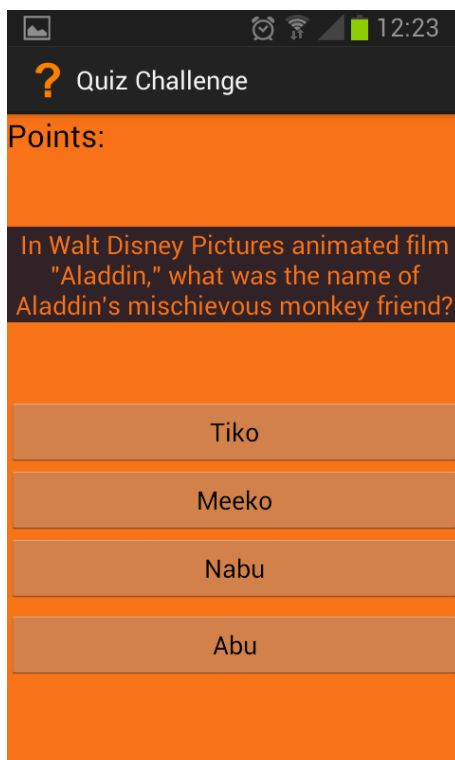 12:23
? Quiz Challenge
Points:
In Walt Disney Pictures animated film
"Aladdin," what was the name of
Aladdin's mischievous monkey friend?
Tiko
Meeko
Nabu
Abu